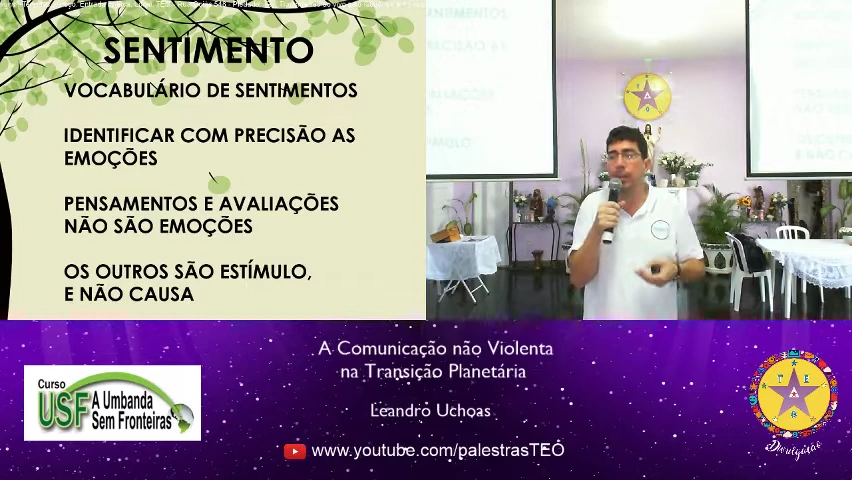 SENTIMENTO
VOCABULÁRIO DE SENTIMENTOS
IDENTIFICAR COM PRECISÃO AS
EMOÇÕES
PENSAMENTOS E AVALIAÇÕES
NÃO SÃO EMOÇÕES
OS OUTROS SÃO ESTÍMULO,
E NÃO CAUSA
A Comunicação não Violenta
na Transição Planetária
Leandro Uchoas
www.youtube.com/palestrasTEO
Curso
USF
A Umbanda
Sem Fronteiras
Divulgação